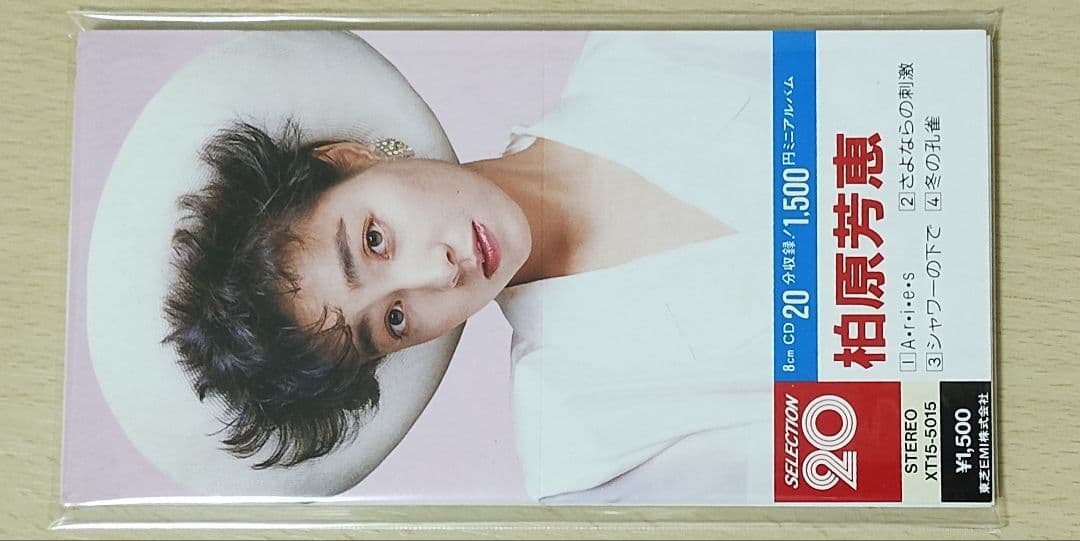 8cm CD 20分収録！1,500円ミニアルバム
SELECTION
20
柏原芳恵
1 A・r・i・e・s 2 さよならの刺激
3 シャワーの下で 4 冬の孔雀
STEREO
XT15-5015
¥1,500
東芝EMI株式会社